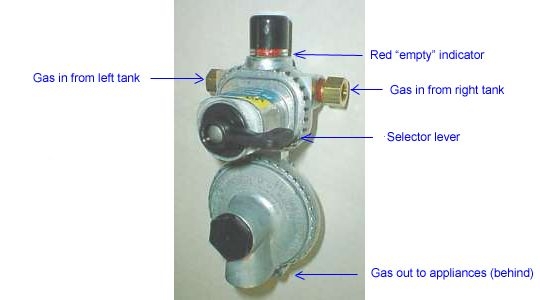 Red “empty” indicator
Gas in from left tank
Gas in from right tank
Selector lever
Gas out to appliances (behind)